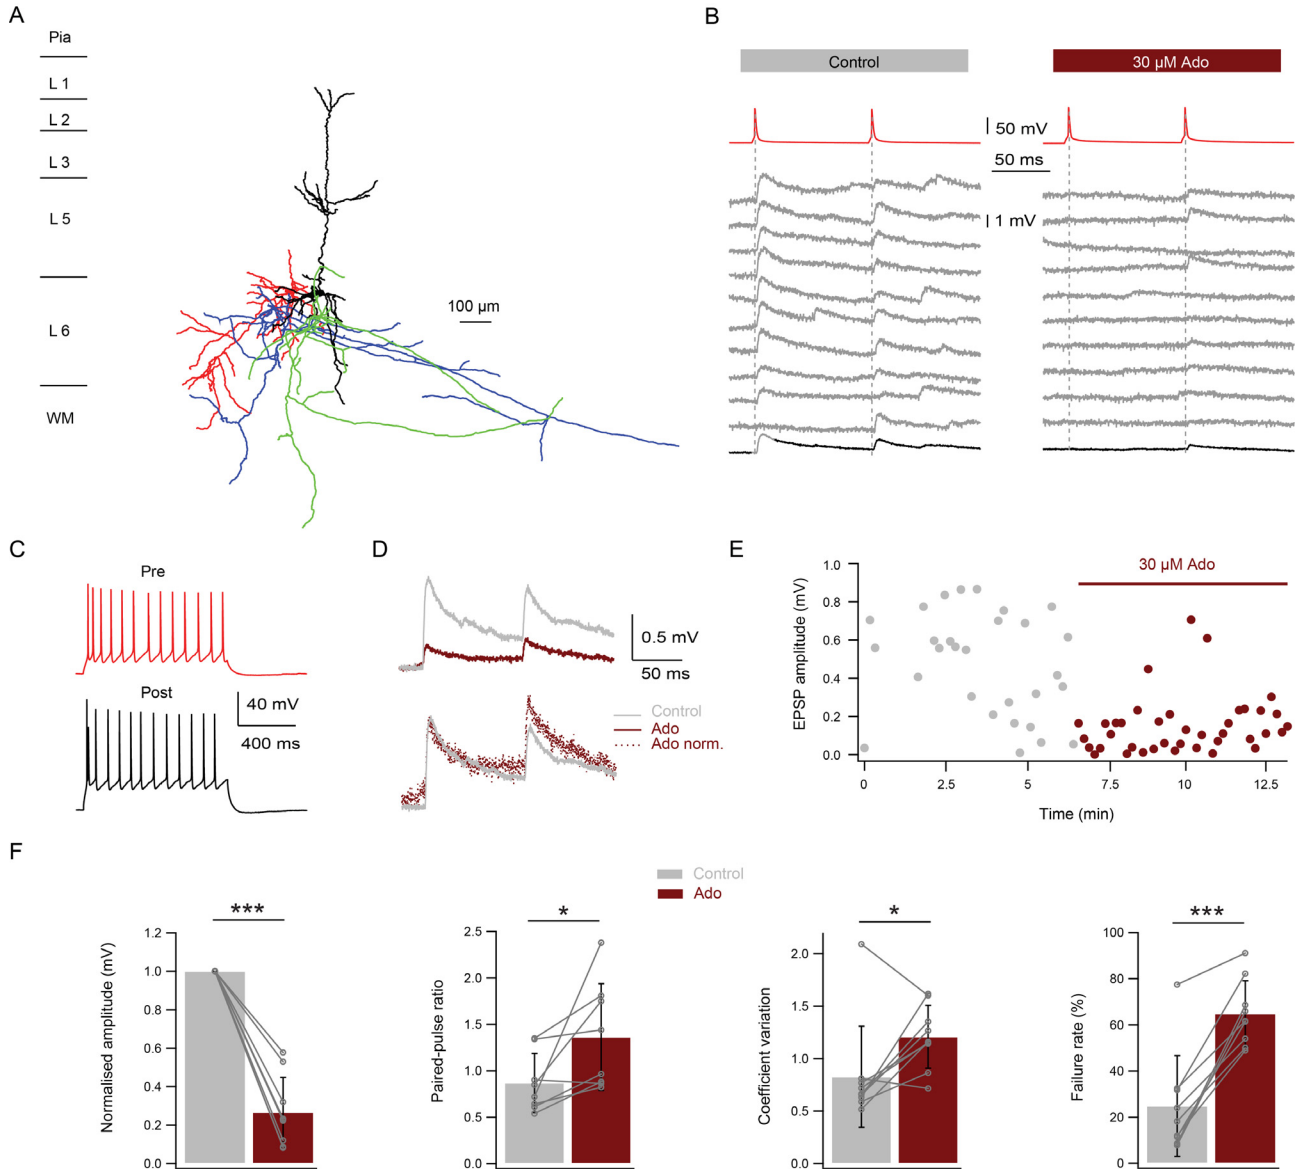 A
Pia
L 1
L 2
L 3
L 5
L 6
WM
100 µm
B
Control
30 µM Ado
50 mV
50 ms
1 mV
C
Pre
Post
40 mV
400 ms
D
0.5 mV
50 ms
Control
Ado
Ado norm.
E
30 µM Ado
EPSP amplitude (mV)
1.0
0.8
0.6
0.4
0.2
0.0
0
2.5
5
7.5
10
12.5
Time (min)
F
Control
Ado
***
Normalised amplitude (mV)
1.2
1.0
0.8
0.6
0.4
0.2
0.0
*
Paired-pulse ratio
2.5
2.0
1.5
1.0
0.5
0.0
*
Coefficient variation
2.0
1.5
1.0
0.5
0.0
***
Failure rate (%)
100
80
60
40
20
0